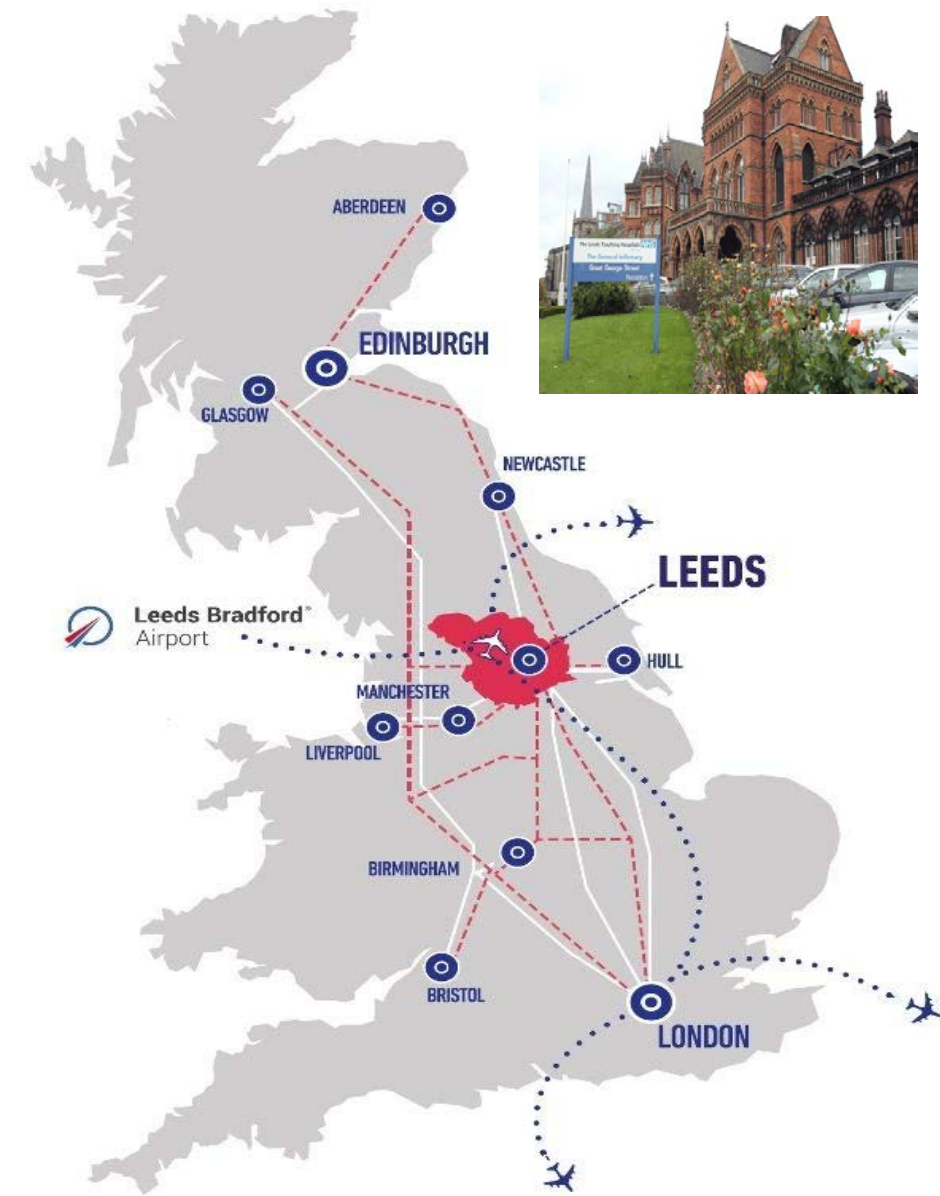 The Leeds Teaching Hospitals NHS
The General Infirmary
Great George Street
ABERDEEN
EDINBURGH
GLASGOW
NEWCASTLE
LEEDS
Leeds Bradford
Airport
HULL
MANCHESTER
LIVERPOOL
BIRMINGHAM
BRISTOL
LONDON